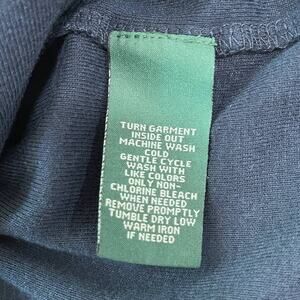 TURN GARMENT
INSIDE OUT
MACHINE WASH
COLD
GENTLE CYCLE
WASH WITH
LIKE COLORS
ONLY NON-
CHLORINE BLEACH
WHEN NEEDED
REMOVE PROMPTLY
TUMBLE DRY LOW
WARM IRON
IF NEEDED